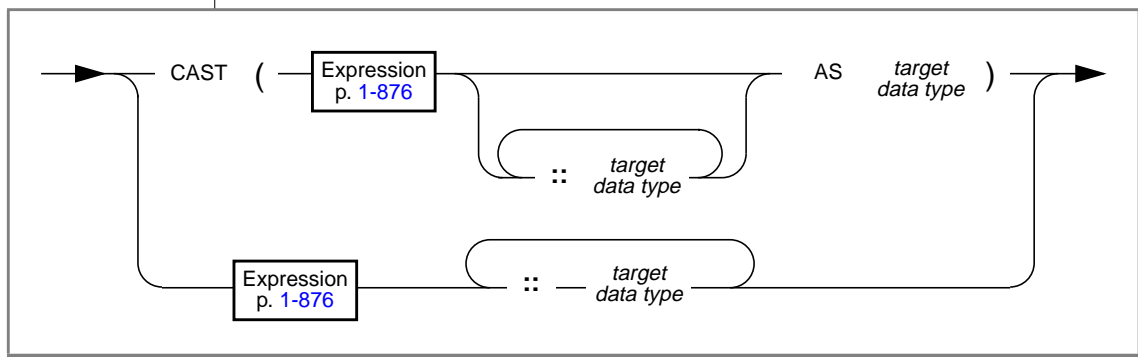 CAST ( Expression AS target )
p. 1-876 data type
:: target
data type
Expression :: target
p. 1-876 data type